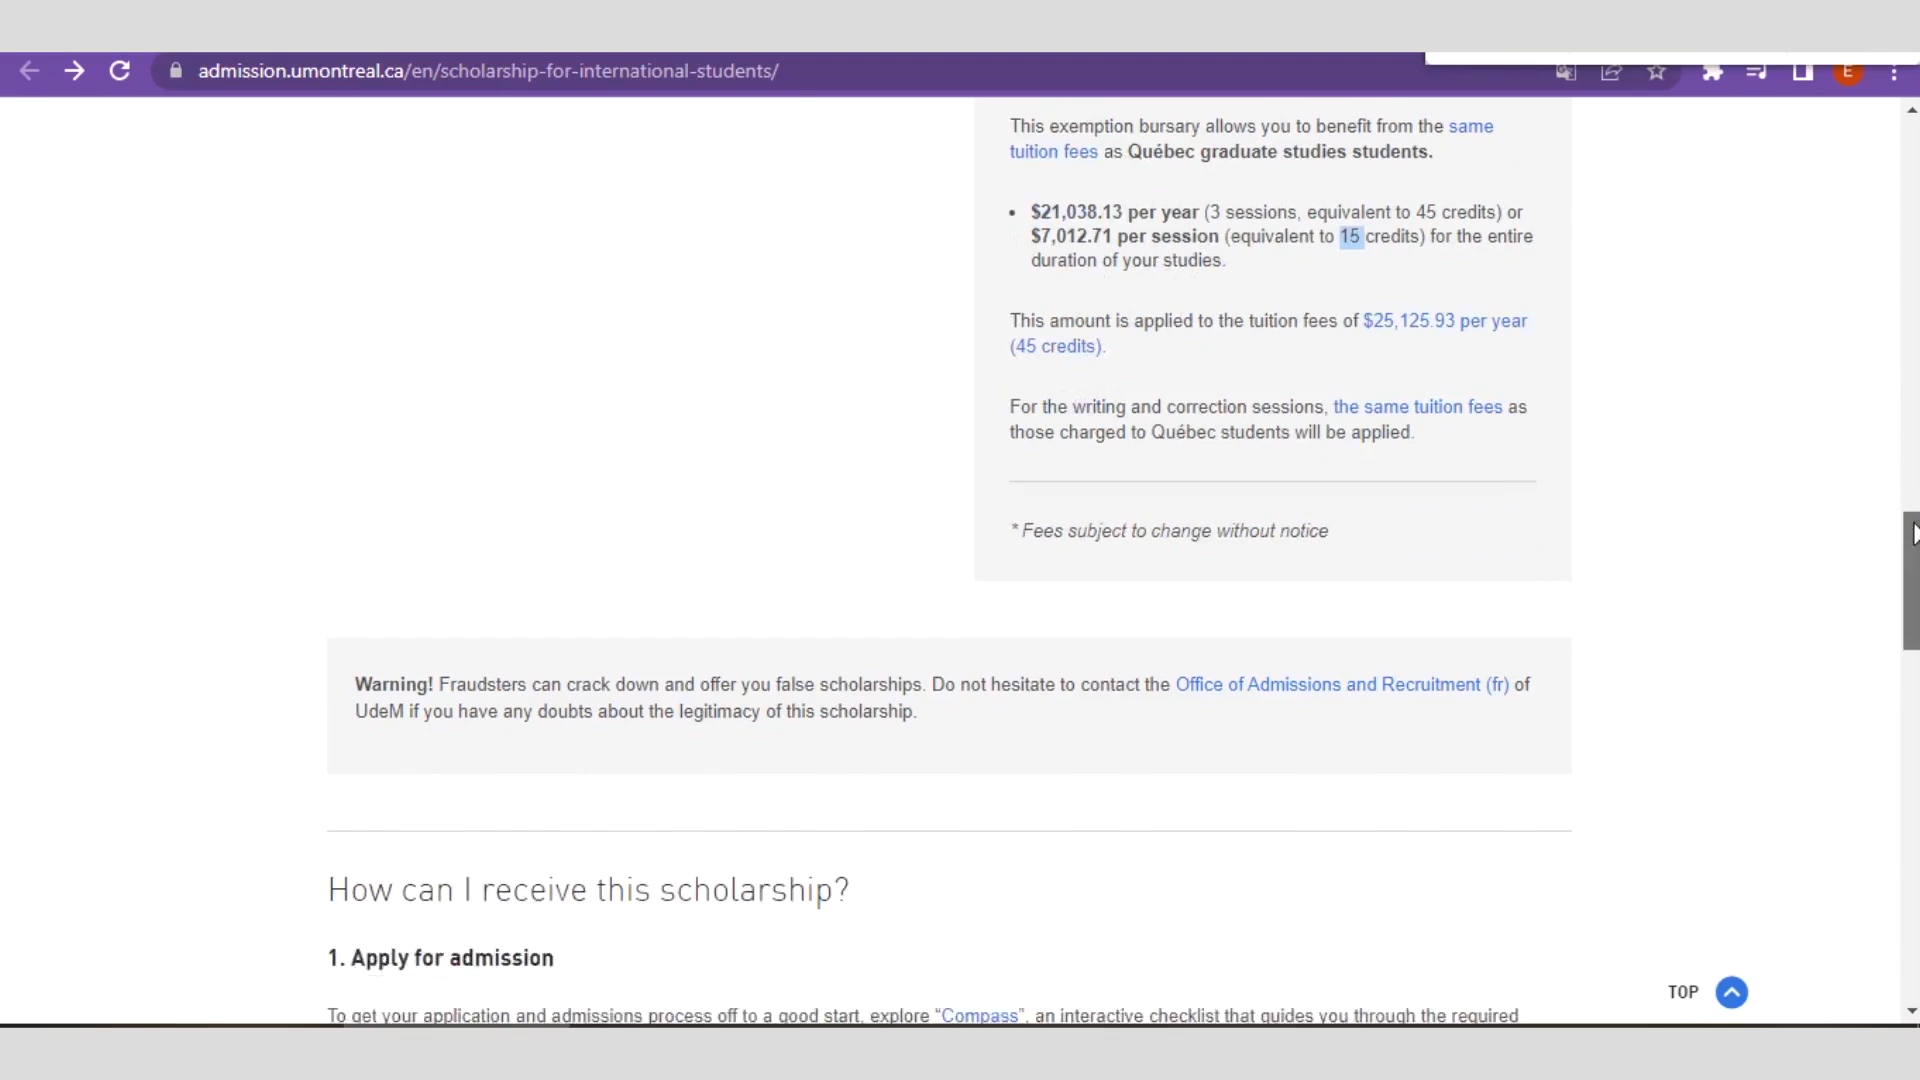 admission.umontreal.ca/en/scholarship-for-international-students/
E
This exemption bursary allows you to benefit from the same
tuition fees as Québec graduate studies students.
• $21,038.13 per year (3 sessions, equivalent to 45 credits) or
$7,012.71 per session (equivalent to 15 credits) for the entire
duration of your studies.
This amount is applied to the tuition fees of $25,125.93 per year
(45 credits).
For the writing and correction sessions, the same tuition fees as
those charged to Québec students will be applied.
* Fees subject to change without notice
Warning! Fraudsters can crack down and offer you false scholarships. Do not hesitate to contact the Office of Admissions and Recruitment (fr) of
UdeM if you have any doubts about the legitimacy of this scholarship.
How can I receive this scholarship?
1. Apply for admission
TOP
To get your application and admissions process off to a good start, explore “Compass”, an interactive checklist that guides you through the required